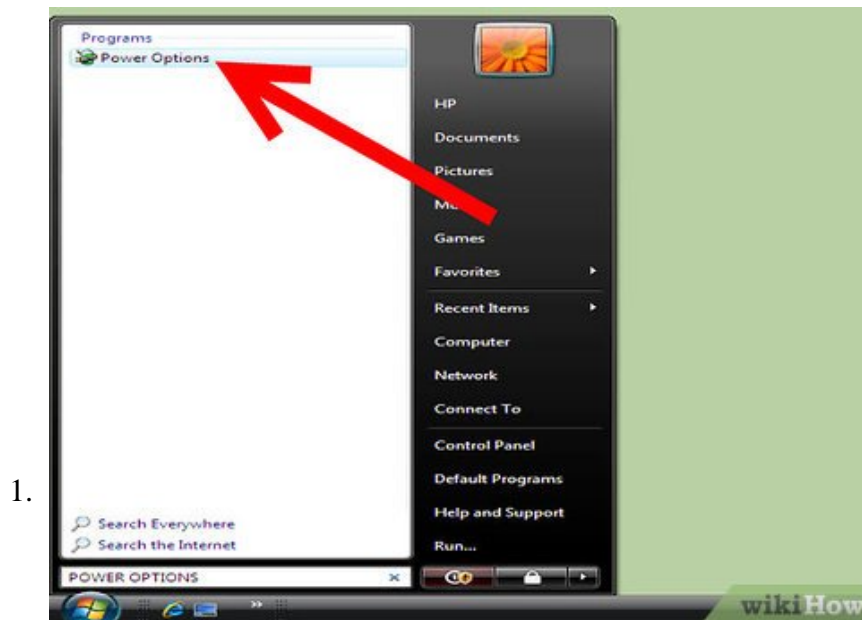 Programs
Power Options
HP
Documents
Pictures
Games
Favorites
Recent Items
Computer
Network
Connect To
Control Panel
Default Programs
Help and Support
Run...
1.
Search Everywhere
Search the Internet
POWER OPTIONS
wikiHow